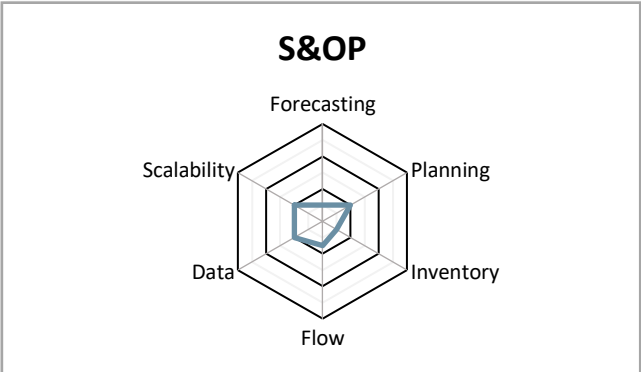 S&OP
Forecasting
Scalability
Planning
Data
Inventory
Flow